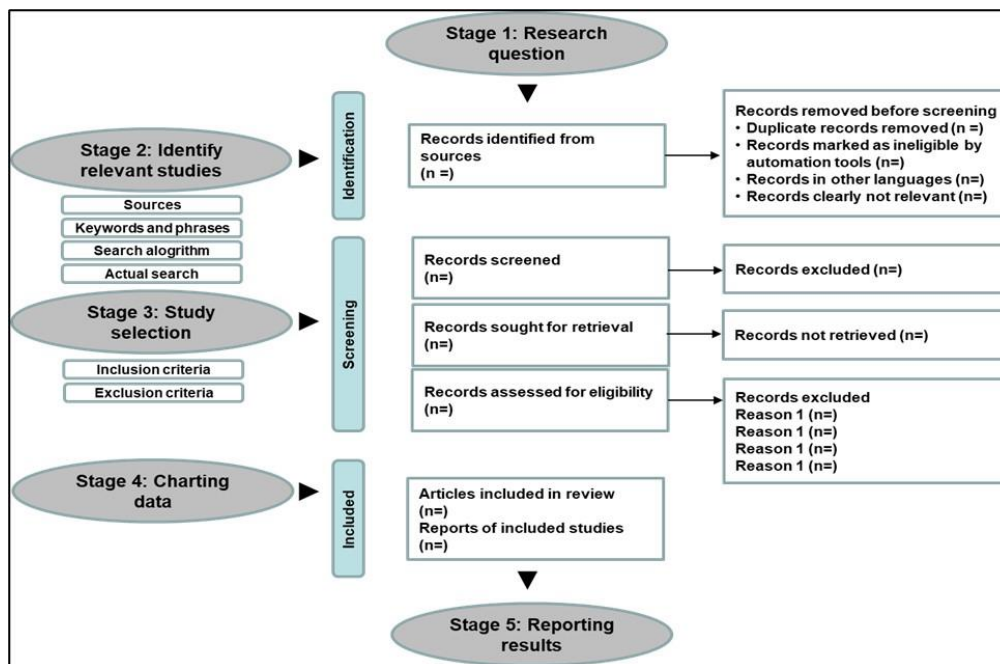 Stage 1: Research
question
Identification
Records identified from
sources
(n =)
Records removed before screening
• Duplicate records removed (n =)
• Records marked as ineligible by
automation tools (n=)
• Records in other languages (n=)
• Records clearly not relevant (n=)
Stage 2: Identify
relevant studies
Sources
Keywords and phrases
Search alogrithm
Actual search
Screening
Records screened
(n=)
Records excluded (n=)
Stage 3: Study
selection
Inclusion criteria
Exclusion criteria
Records sought for retrieval
(n=)
Records not retrieved (n=)
Records assessed for eligibility
(n=)
Records excluded
Reason 1 (n=)
Reason 1 (n=)
Reason 1 (n=)
Reason 1 (n=)
Stage 4: Charting
data
Included
Articles included in review
(n=)
Reports of included studies
(n=)
Stage 5: Reporting
results